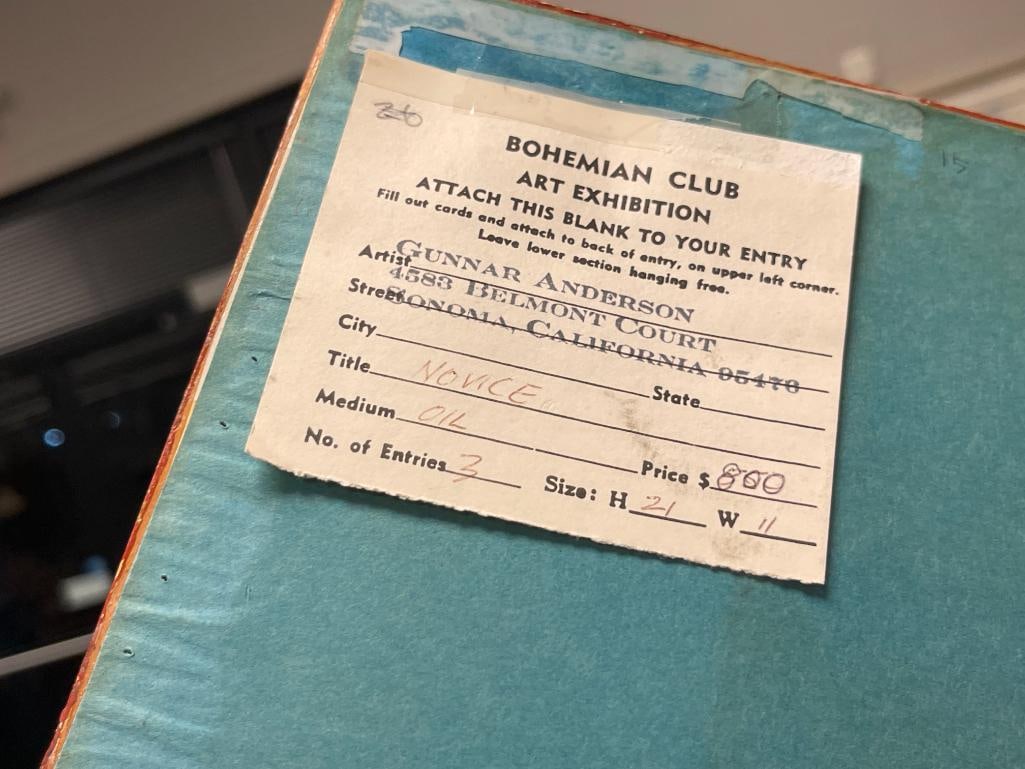 36
15
BOHEMIAN CLUB
ART EXHIBITION
ATTACH THIS BLANK TO YOUR ENTRY
Fill out cards and attach to back of entry, on upper left corner.
Leave lower section hanging free.
Artist GUNNAR ANDERSON
Street 4583 BELMONT COURT
SONOMA, CALIFORNIA 95476
City State
Title NOVICE
Medium OIL Price $ 800
No. of Entries 3 Size: H 21 W 11